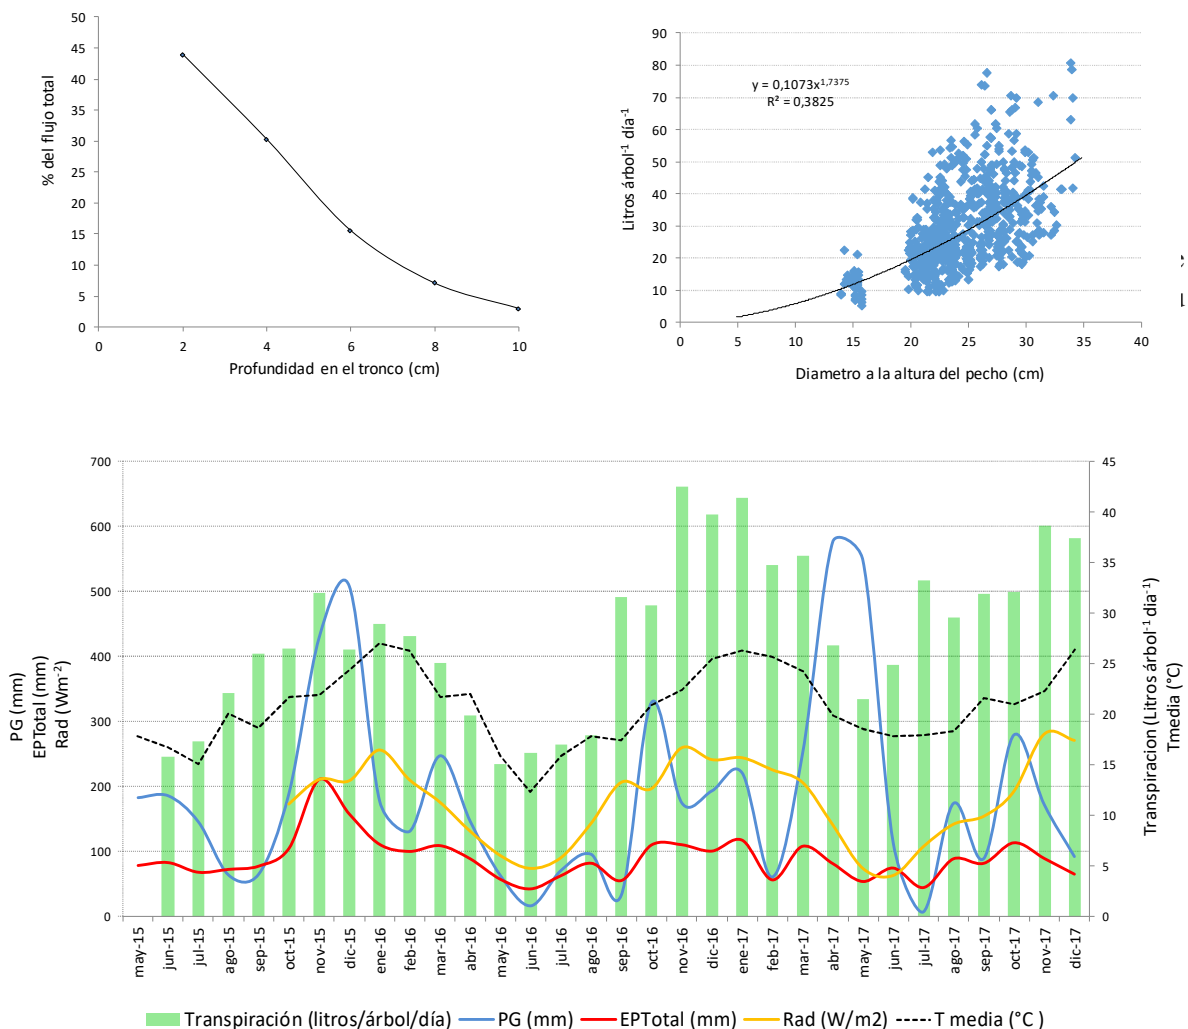 50
45
40
35
30
25
20
15
10
5
0
% del flujo total
0
2
4
6
8
10
Profundidad en el tronco (cm)
90
80
70
60
50
40
30
20
10
0
Litros árbol⁻¹ día⁻¹
y = 0,1073x^1,7375
R² = 0,3825
0
5
10
15
20
25
30
35
40
Diametro a la altura del pecho (cm)
700
600
500
400
300
200
100
0
PG (mm)
EPTotal (mm)
Rad (Wm⁻²)
45
40
35
30
25
20
15
10
5
0
Transpiracion (Litros árbol⁻¹ dia⁻¹)
Tmedia (°C)
may-15
jun-15
jul-15
ago-15
sep-15
oct-15
nov-15
dic-15
ene-16
feb-16
mar-16
abr-16
may-16
jun-16
jul-16
ago-16
sep-16
oct-16
nov-16
dic-16
ene-17
feb-17
mar-17
abr-17
may-17
jun-17
jul-17
ago-17
sep-17
oct-17
nov-17
dic-17
Transpiración (litros/árbol/día)
PG (mm)
EPTotal (mm)
Rad (W/m2)
T media (°C )